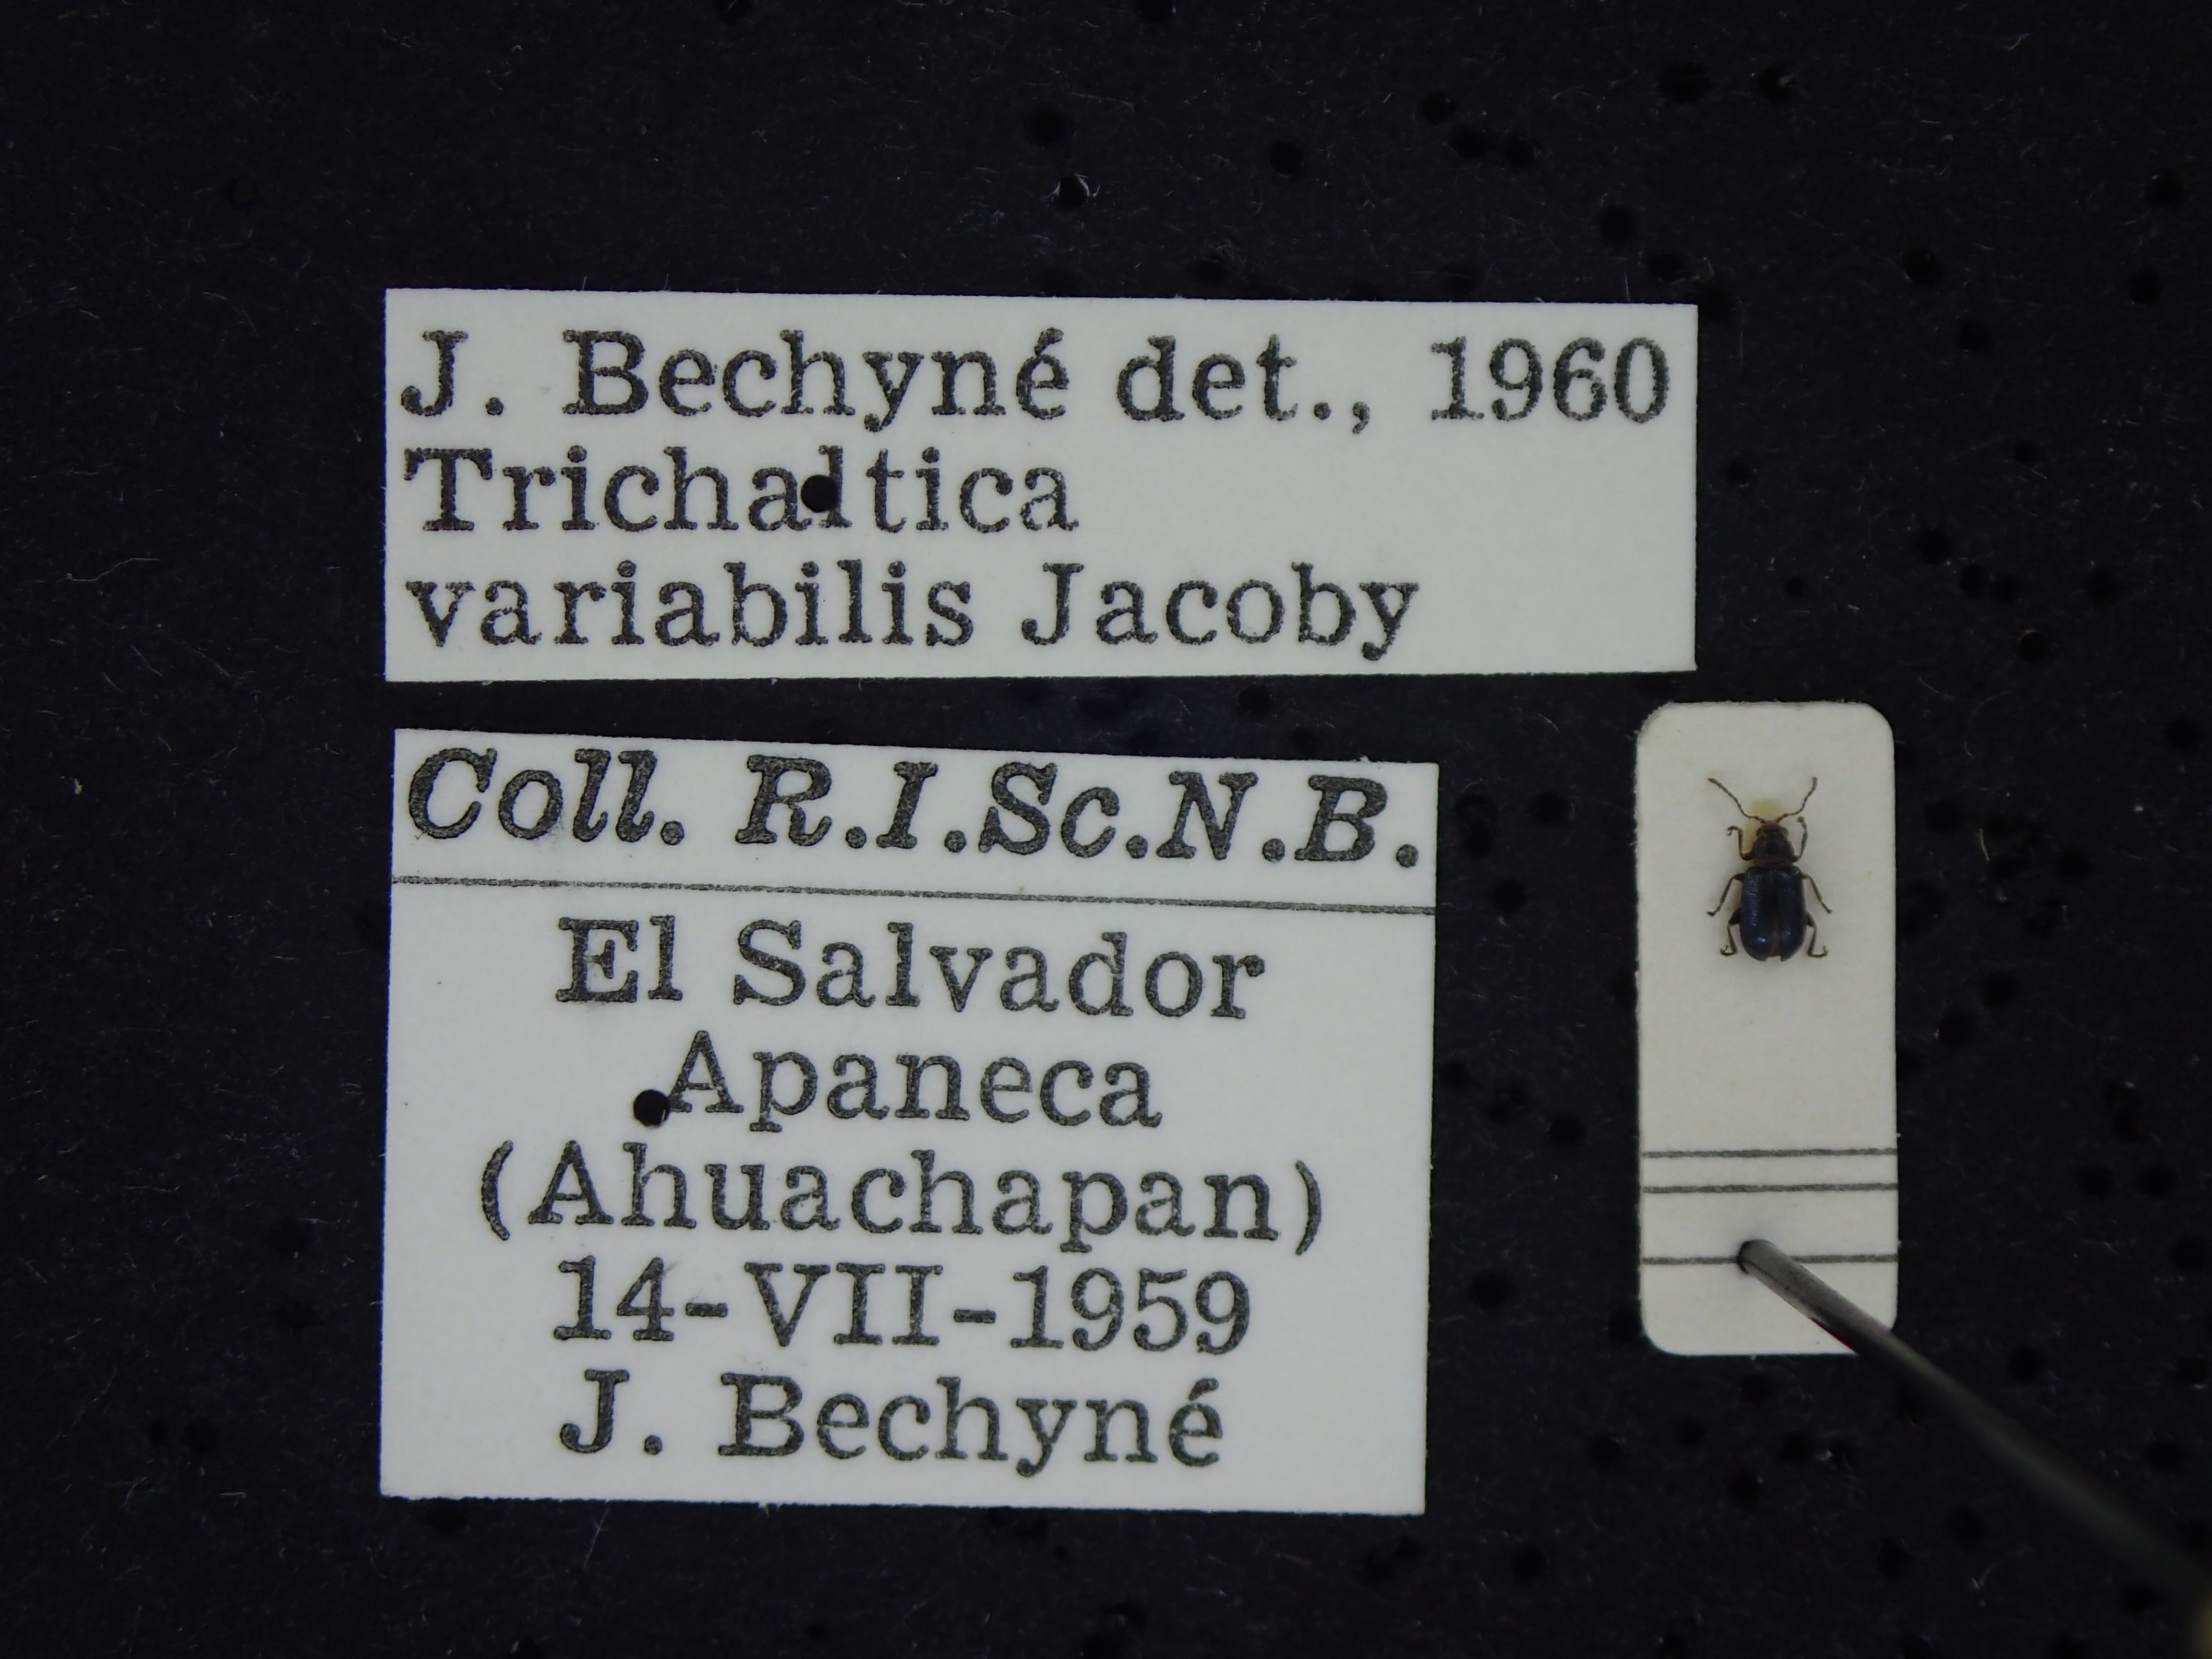 J. Bechyné det., 1960
Trichaltica
variabilis Jacoby
Coll. R.I.Sc.N.B.
El Salvador
Apaneca
(Ahuachapan)
14-VII-1959
J. Bechyné